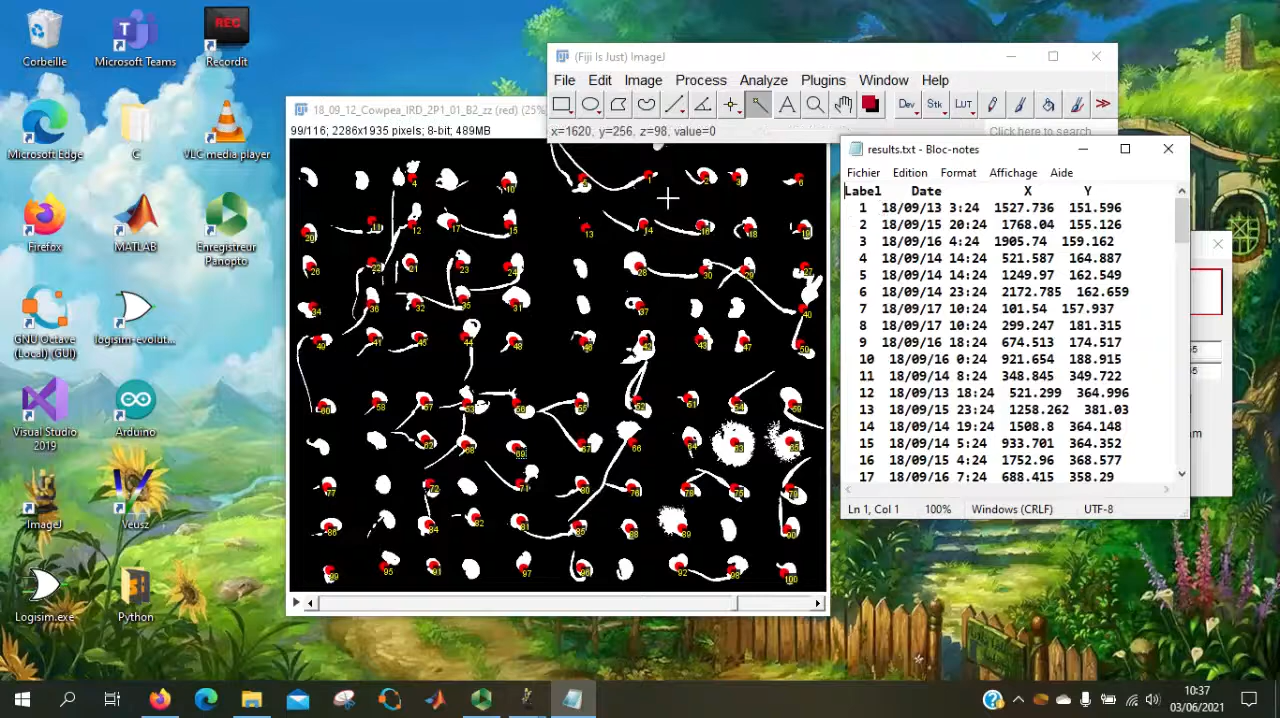 Corbeille
Microsoft Teams
REC
Recordit
Microsoft Edge
C
VLC media player
Firefox
MATLAB
Enregistreur
Panopto
GNU Octave
(Local) (GUI)
logisim-evolut...
Visual Studio
2019
Arduino
ImageJ
Veusz
Logisim.exe
Python
18_09_12_Cowpea_IRD_2P1_01_B2_zz (red) (25%
99/116; 2286x1935 pixels; 8-bit; 489MB
(Fiji Is Just) ImageJ
File Edit Image Process Analyze Plugins Window Help
Dev Stk LUT
x=1620, y=256, z=98, value=0
Click here to search
results.txt - Bloc-notes
Fichier Edition Format Affichage Aide
Label Date X Y
1 18/09/13 3:24 1527.736 151.596
2 18/09/15 20:24 1768.04 155.126
3 18/09/16 4:24 1905.74 159.162
4 18/09/14 14:24 521.587 164.887
5 18/09/14 14:24 1249.97 162.549
6 18/09/14 23:24 2172.785 162.659
7 18/09/17 10:24 101.54 157.937
8 18/09/17 10:24 299.247 181.315
9 18/09/16 18:24 674.513 174.517
10 18/09/16 0:24 921.654 188.915
11 18/09/14 8:24 348.845 349.722
12 18/09/13 18:24 521.299 364.996
13 18/09/15 23:24 1258.262 381.03
14 18/09/14 19:24 1508.8 364.148
15 18/09/14 5:24 933.701 364.352
16 18/09/15 4:24 1752.96 368.577
17 18/09/16 7:24 688.415 358.29
Ln 1, Col 1 100% Windows (CRLF) UTF-8
10:37
03/06/2021